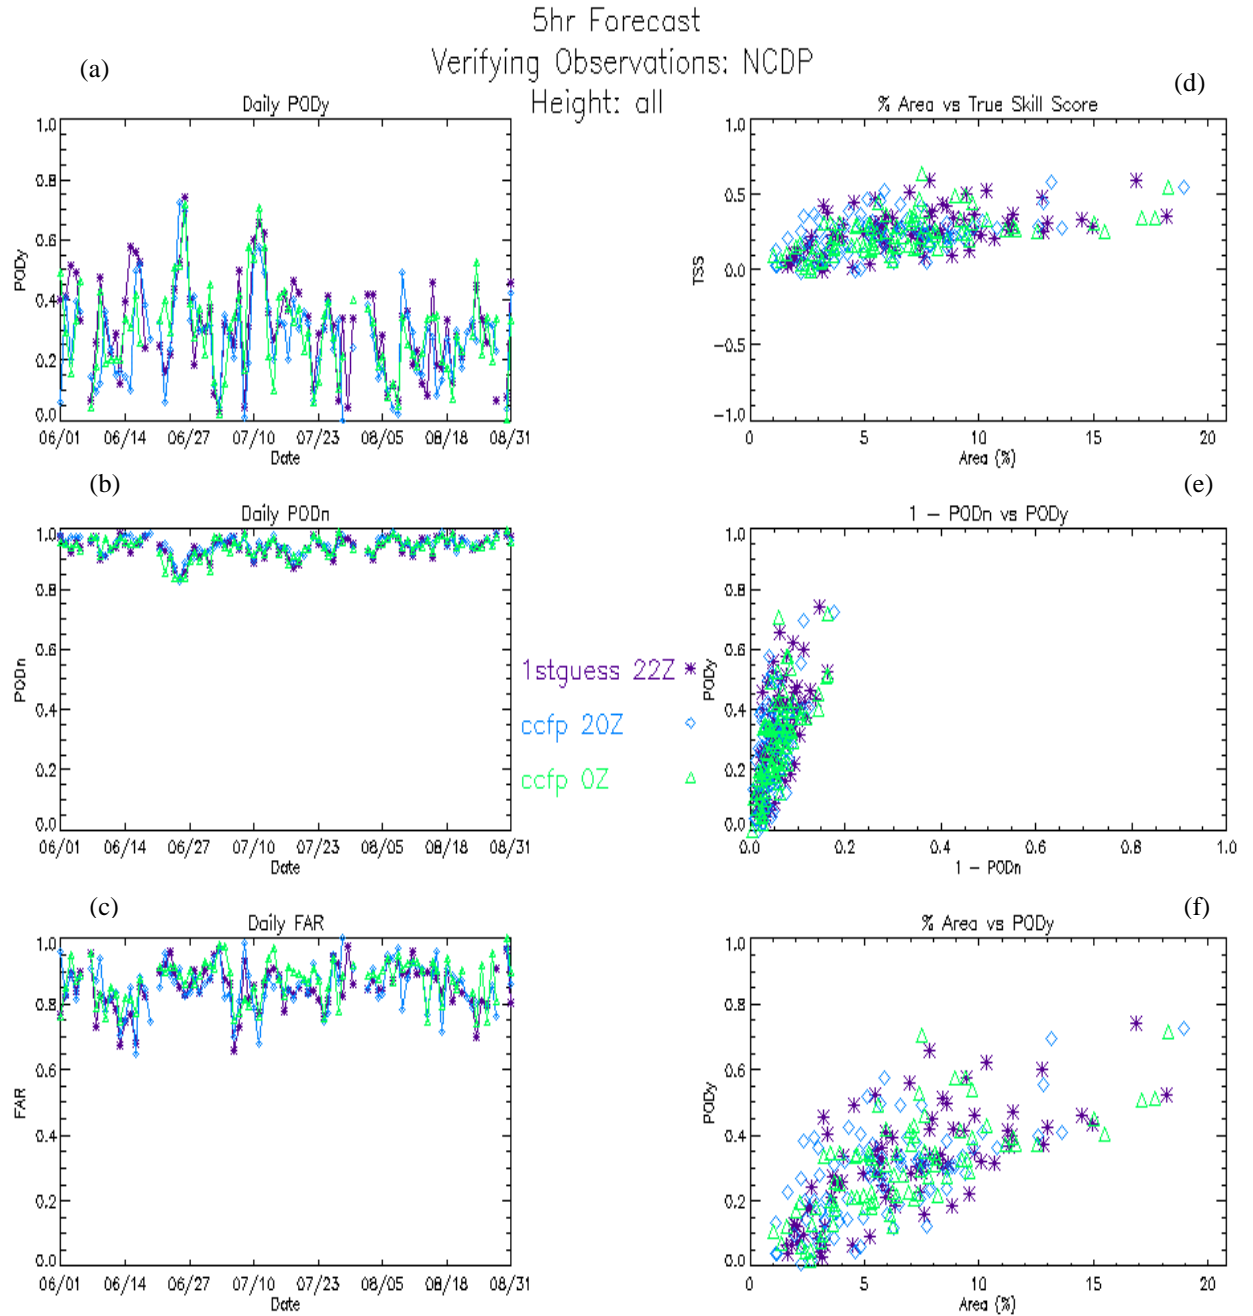 5hr Forecast
Verifying Observations: NCDP
Height: all
(a)
Daily PODy
1.0
0.8
0.6
0.4
0.2
0.0
PODy
06/01 06/14 06/27 07/10 07/23 08/05 08/18 08/31
Date
(b)
Daily PODn
1.0
0.8
0.6
0.4
0.2
0.0
PODn
06/01 06/14 06/27 07/10 07/23 08/05 08/18 08/31
Date
(c)
Daily FAR
1.0
0.8
0.6
0.4
0.2
0.0
FAR
06/01 06/14 06/27 07/10 07/23 08/05 08/18 08/31
Date
1stguess 22Z
ccfp 20Z
ccfp 0Z
(d)
% Area vs True Skill Score
1.0
0.5
0.0
-0.5
-1.0
TSS
0 5 10 15 20
Area (%)
(e)
1 - PODn vs PODy
1.0
0.8
0.6
0.4
0.2
0.0
PODy
0.0 0.2 0.4 0.6 0.8 1.0
1 - PODn
(f)
% Area vs PODy
1.0
0.8
0.6
0.4
0.2
0.0
PODy
0 5 10 15 20
Area (%)